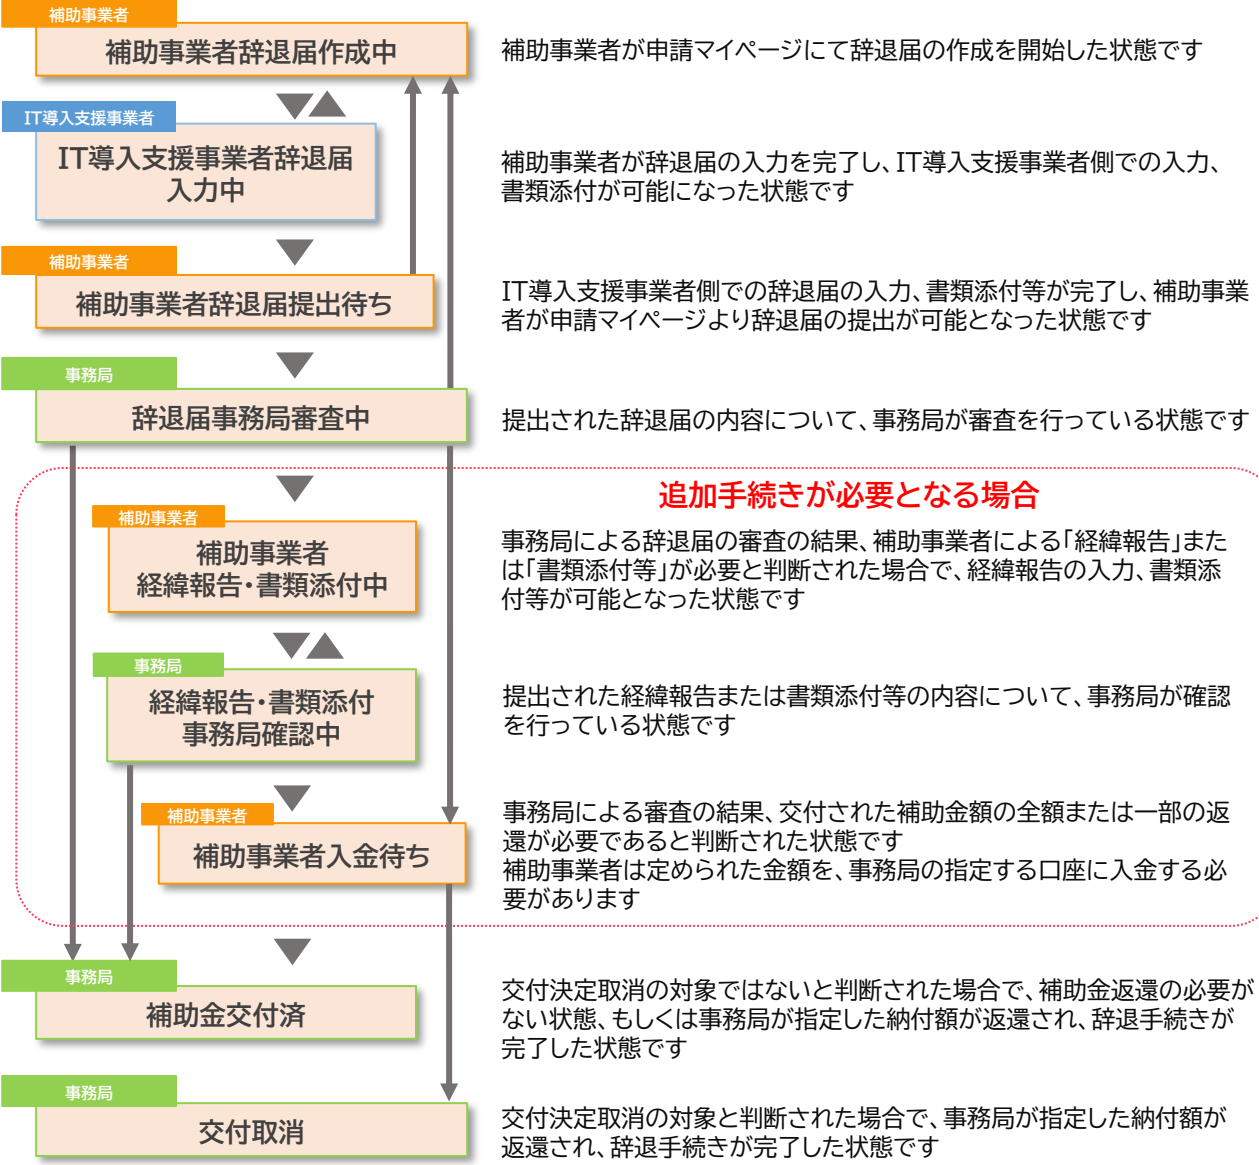 補助事業者
補助事業者辞退届作成中
補助事業者が申請マイページにて辞退届の作成を開始した状態です
IT導入支援事業者
IT導入支援事業者辞退届
入力中
補助事業者が辞退届の入力を完了し、IT導入支援事業者側での入力、
書類添付が可能になった状態です
補助事業者
補助事業者辞退届提出待ち
IT導入支援事業者側での辞退届の入力、書類添付等が完了し、補助事業
者が申請マイページより辞退届の提出が可能となった状態です
事務局
辞退届事務局審査中
提出された辞退届の内容について、事務局が審査を行っている状態です
追加手続きが必要となる場合
補助事業者
補助事業者
経緯報告・書類添付中
事務局による辞退届の審査の結果、補助事業者による「経緯報告」また
は「書類添付等」が必要と判断された場合で、経緯報告の入力、書類添
付等が可能となった状態です
事務局
経緯報告・書類添付
事務局確認中
提出された経緯報告または書類添付等の内容について、事務局が確認
を行っている状態です
補助事業者
補助事業者入金待ち
事務局による審査の結果、交付された補助金額の全額または一部の返
還が必要であると判断された状態です
補助事業者は定められた金額を、事務局の指定する口座に入金する必
要があります
事務局
補助金交付済
交付決定取消の対象ではないと判断された場合で、補助金返還の必要が
ない状態、もしくは事務局が指定した納付額が返還され、辞退手続きが
完了した状態です
事務局
交付取消
交付決定取消の対象と判断された場合で、事務局が指定した納付額が
返還され、辞退手続きが完了した状態です